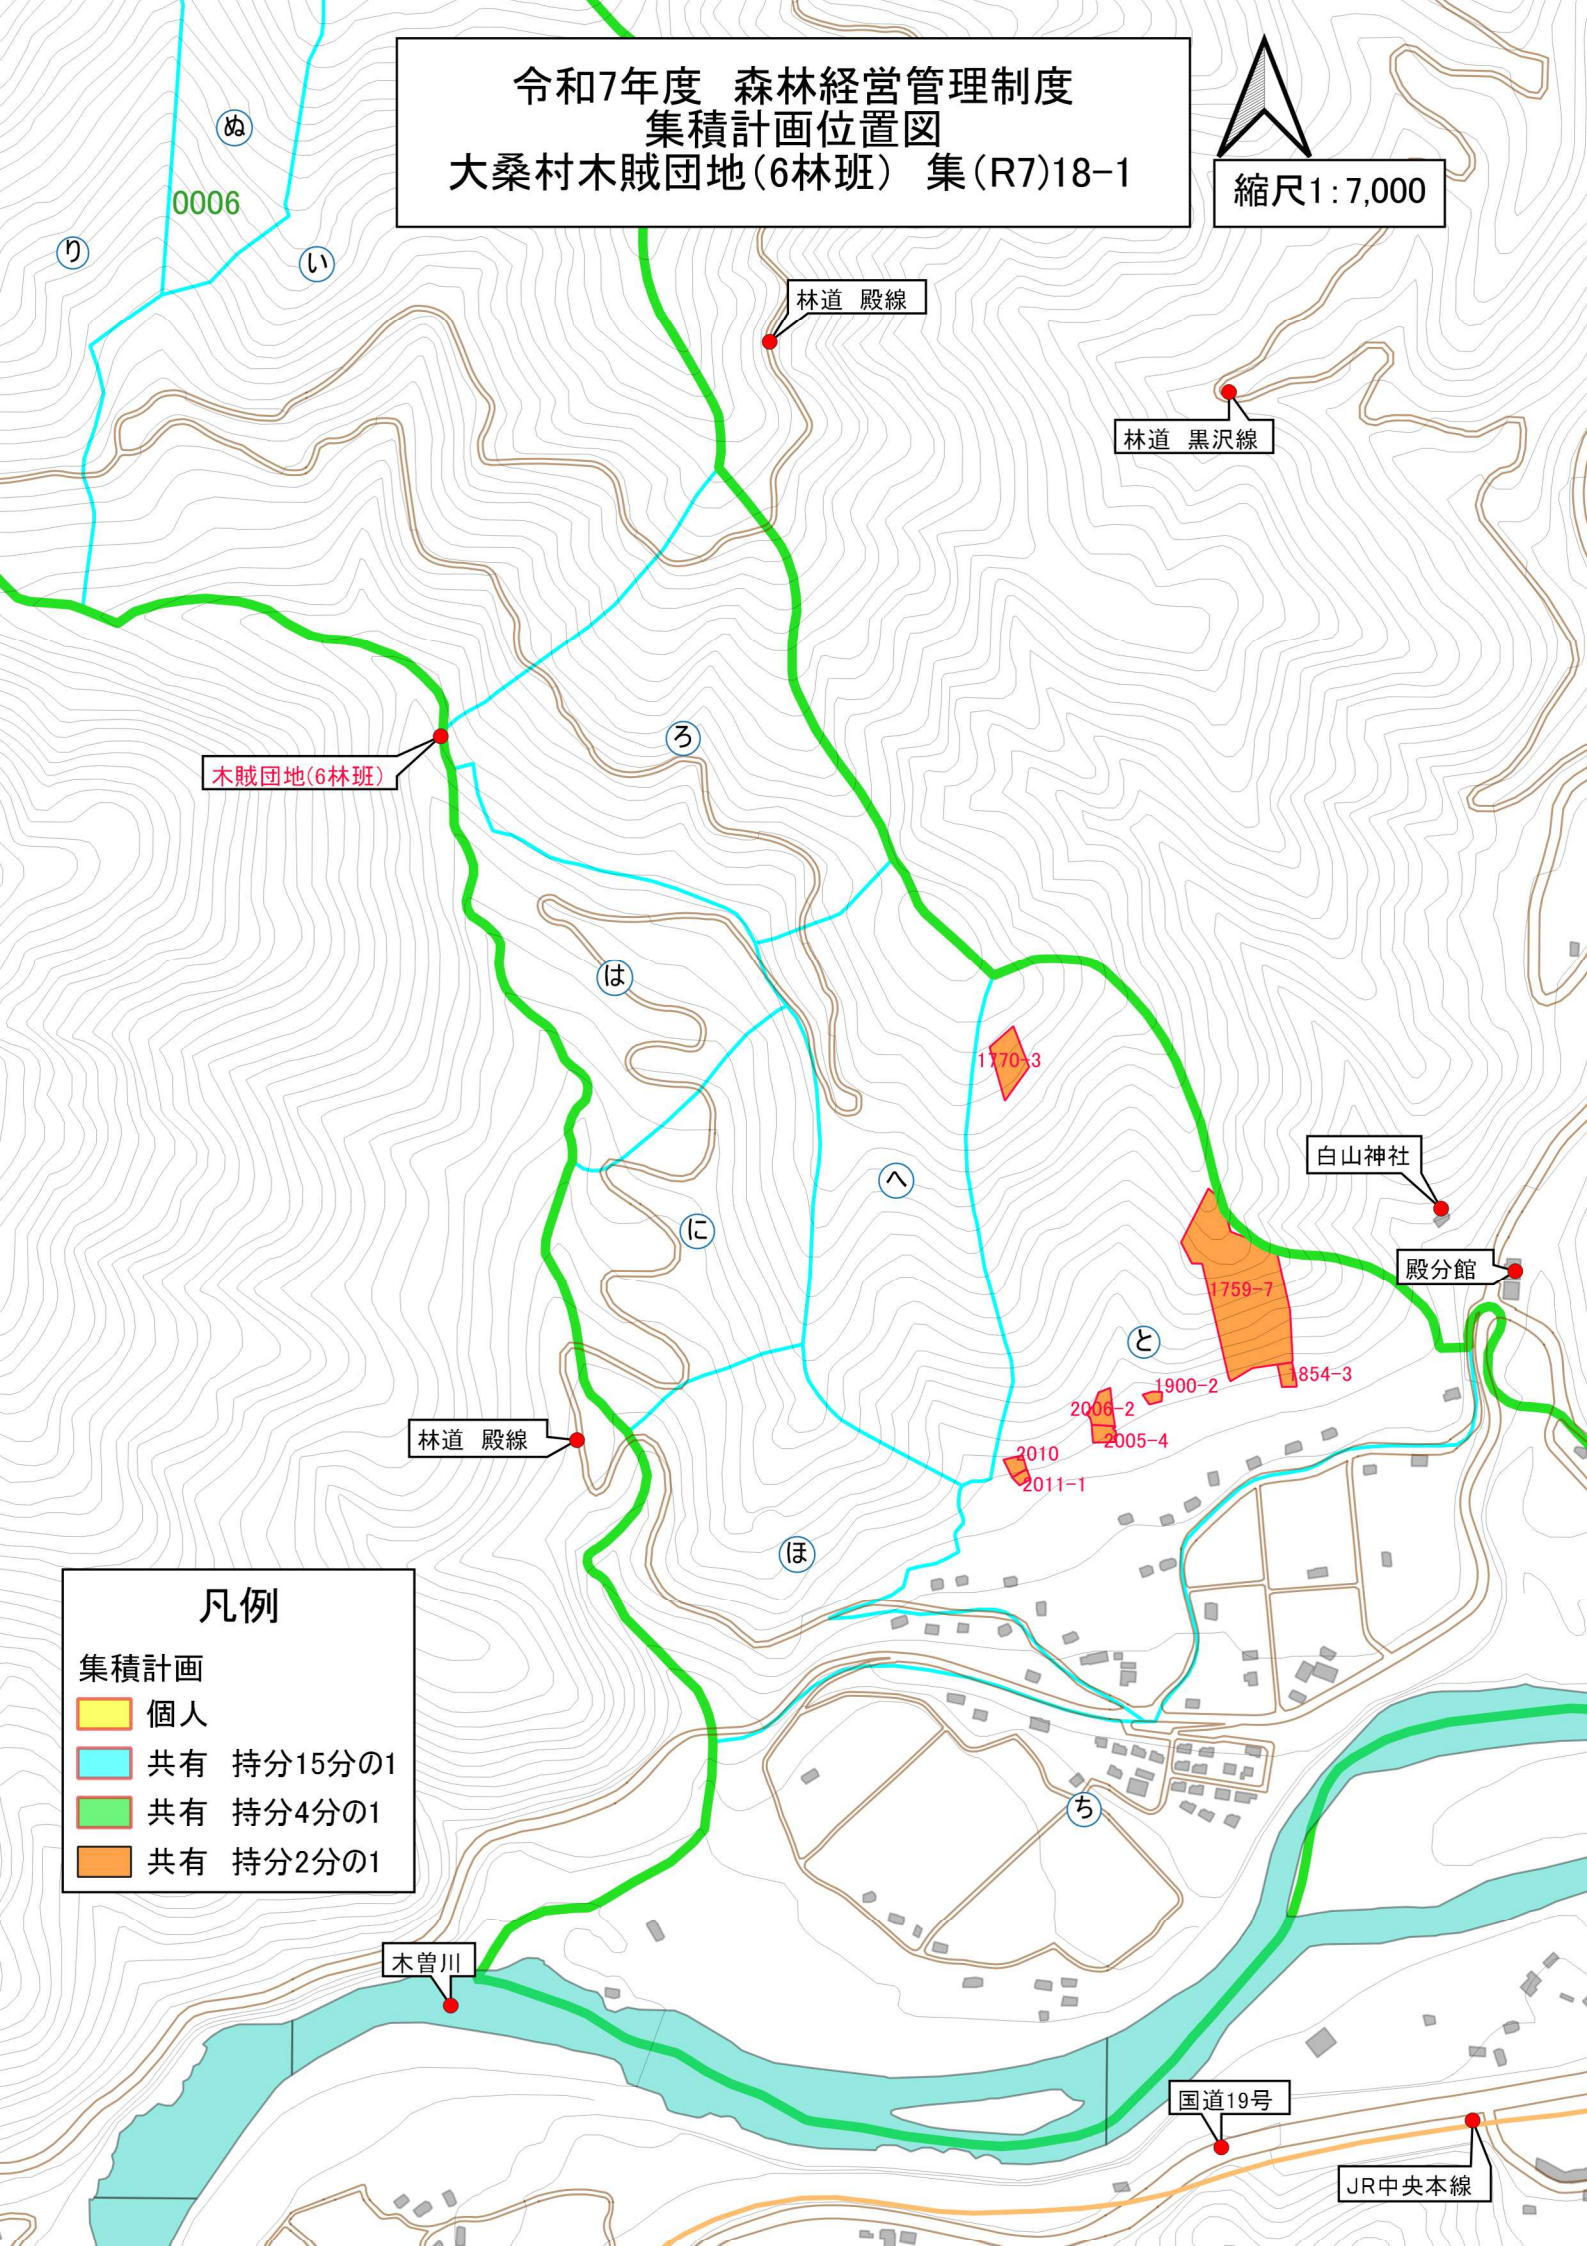 令和7年度　森林経営管理制度
集積計画位置図
大桑村木賊団地(6林班)　集(R7)18-1
縮尺1:7,000
ぬ
0006
り
い
林道　殿線
林道　黒沢線
ろ
木賊団地(6林班)
は
1770-3
白山神社
へ
に
殿分館
1759-7
と
1854-3
1900-2
2006-2
林道　殿線
2005-4
2010
2011-1
ほ
凡例
集積計画
個人
共有　持分15分の1
共有　持分4分の1
共有　持分2分の1
ち
木曽川
国道19号
JR中央本線